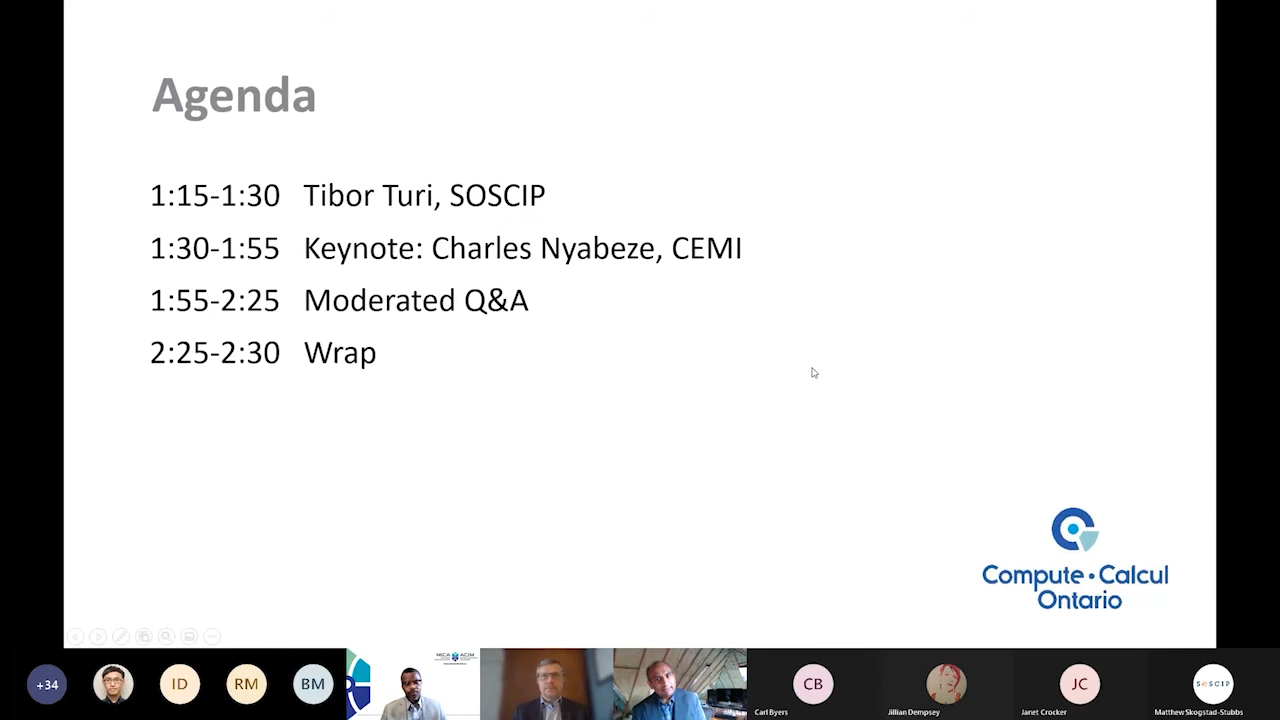 Agenda
1:15-1:30 Tibor Turi, SOSCIP
1:30-1:55 Keynote: Charles Nyabeze, CEMI
1:55-2:25 Moderated Q&A
2:25-2:30 Wrap
Compute • Calcul
Ontario
+34
ID
RM
BM
MICA ACIM
CB
JC
SOSCIP
Carl Byers
Jillian Dempsey
Janet Crocker
Matthew Skogstad-Stubbs